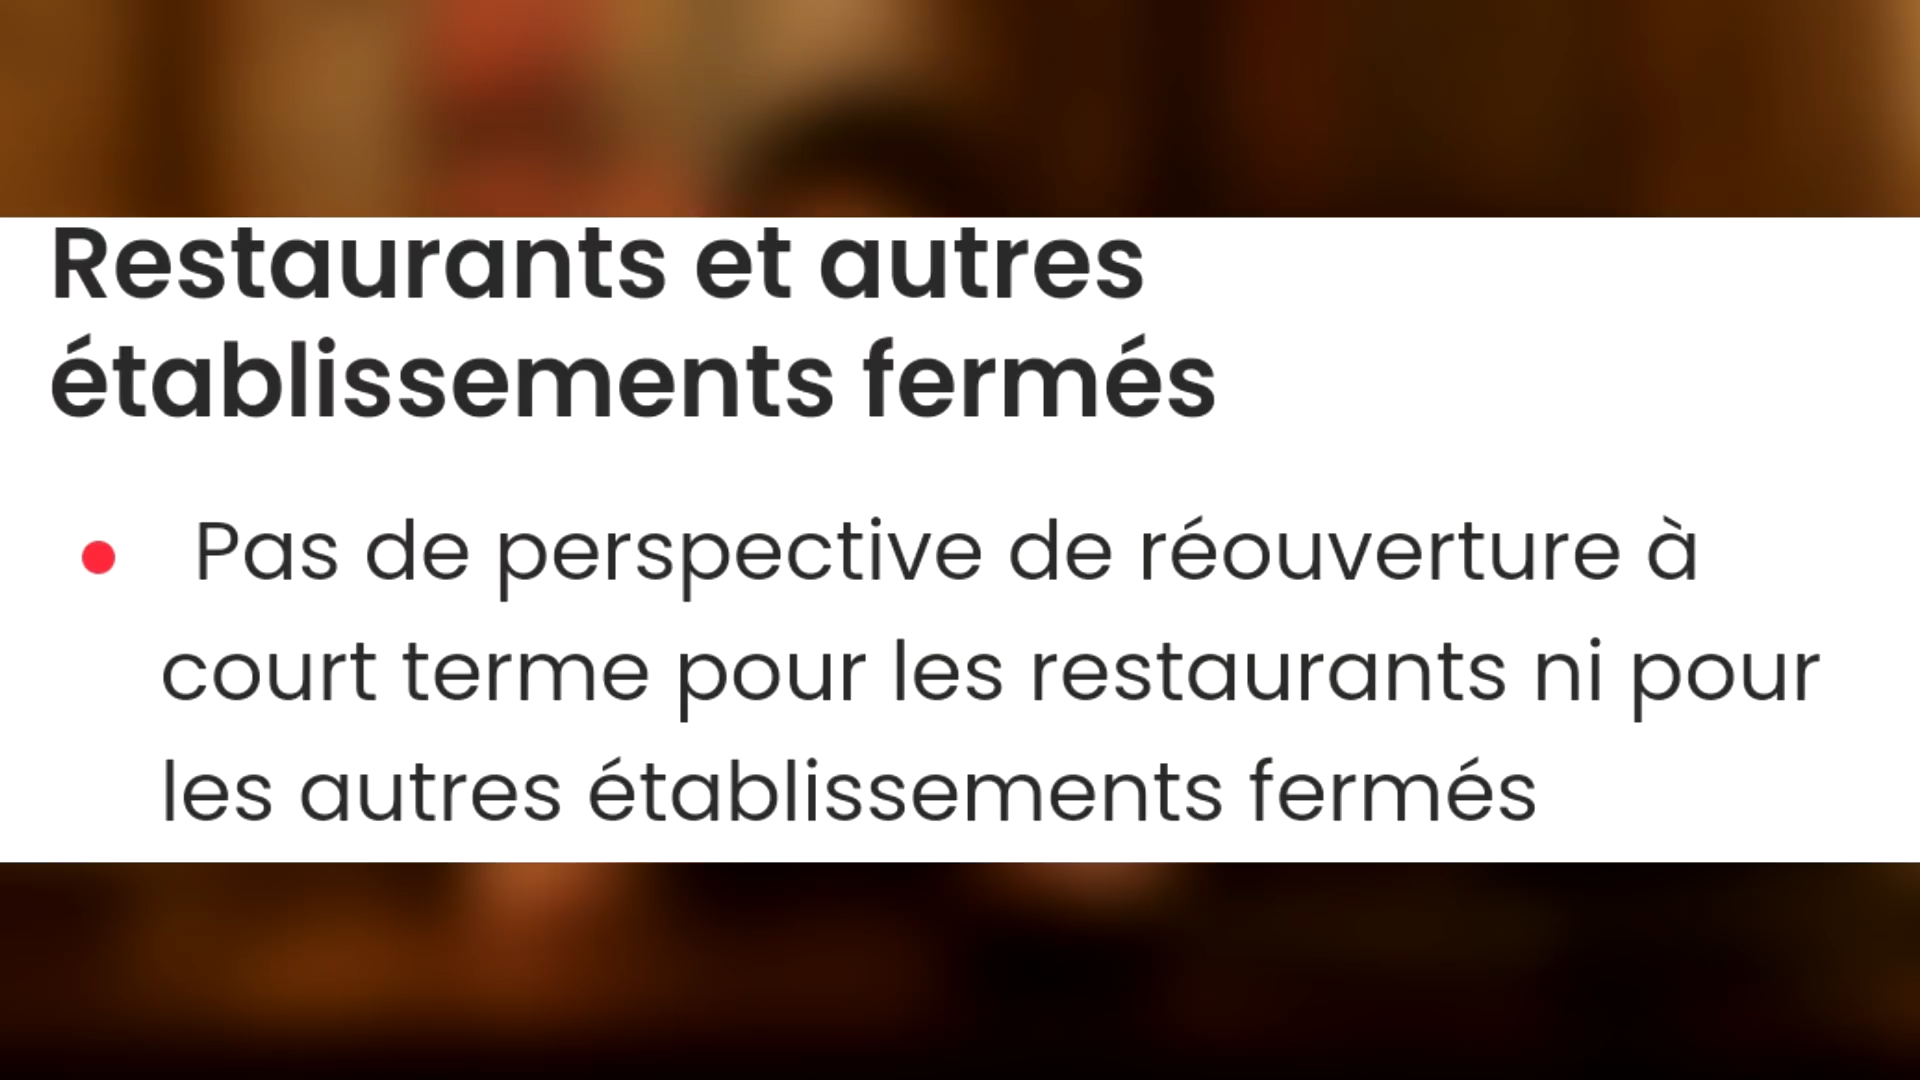 Restaurants et autres
établissements fermés
Pas de perspective de réouverture à
court terme pour les restaurants ni pour
les autres établissements fermés